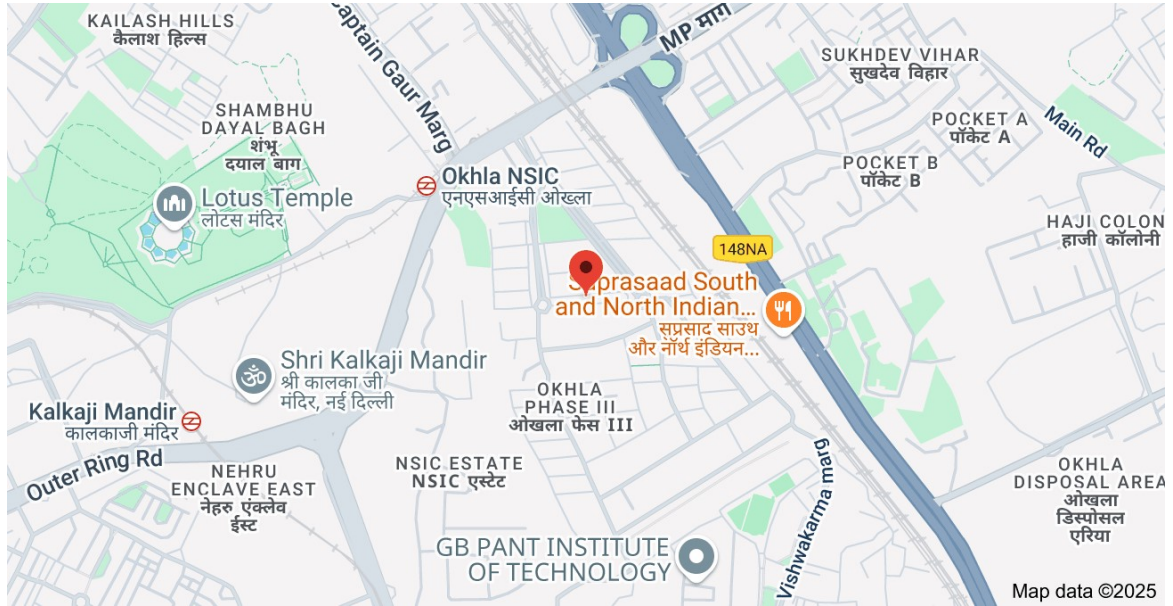 KAILASH HILLS
कैलाश हिल्स
Captain Gaur Marg
MP मार्ग
SUKHDEV VIHAR
सुखदेव विहार
SHAMBHU
DAYAL BAGH
शंभू
दयाल बाग
POCKET A
पॉकेट A
Main Rd
POCKET B
पॉकेट B
Okhla NSIC
एनएसआईसी ओखला
Lotus Temple
लोटस मंदिर
HAJI COLON
हाजी कॉलोनी
148NA
Suprasaad South
and North Indian...
सुप्रसाद साउथ
और नॉर्थ इंडियन...
Shri Kalkaji Mandir
श्री कालका जी
मंदिर, नई दिल्ली
OKHLA
PHASE III
ओखला फेस III
Kalkaji Mandir
कालकाजी मंदिर
Outer Ring Rd
NEHRU
ENCLAVE EAST
नेहरु एंक्लेव
ईस्ट
NSIC ESTATE
NSIC एस्टेट
Vishwakarma marg
OKHLA
DISPOSAL AREA
ओखला
डिस्पोसल
एरिया
GB PANT INSTITUTE
OF TECHNOLOGY
Map data ©2025